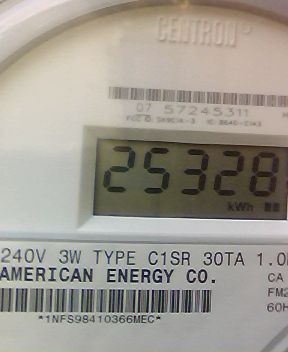 CENTRON®
07 57245311
25328
kWh
240V 3W TYPE C1SR 30TA 1.0
AMERICAN ENERGY CO.
CA
FM2
60H
*1NFS98410366MEC*